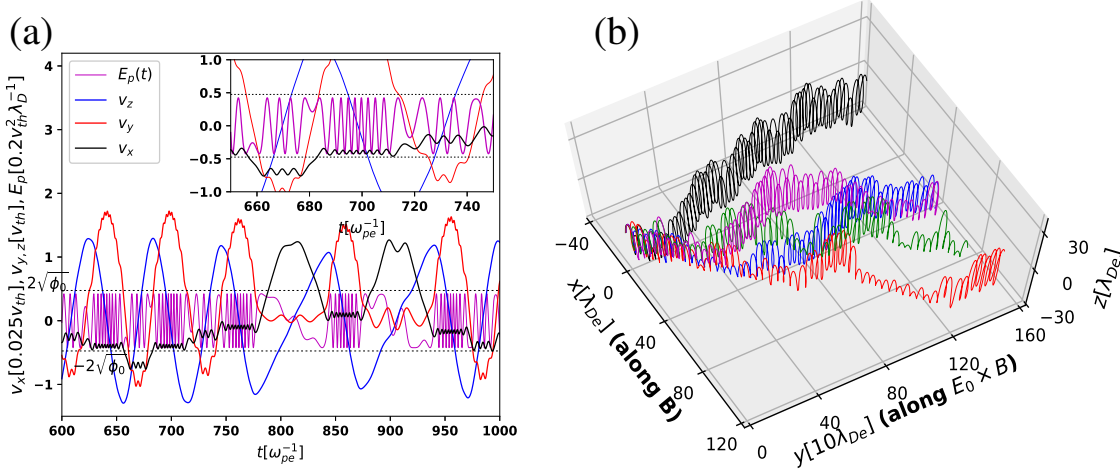 (a)
v_x[0.025v_th], v_y,z[v_th], E_p[0.2v_th^2 λ_D^-1]
4
3
2
1
0
−1
E_p(t)
v_z
v_y
v_x
1.0
0.5
0.0
−0.5
−1.0
660 680 700 720 740
t[ω_pe^-1]
2√ϕ_0
−2√ϕ_0
600 650 700 750 800 850 900 950 1000
t[ω_pe^-1]
(b)
−40
0
40
80
120
x[λ_De] (along B)
0
40
80
120
160
y[10λ_De] (along E_0 × B)
30
0
−30
z[λ_De]